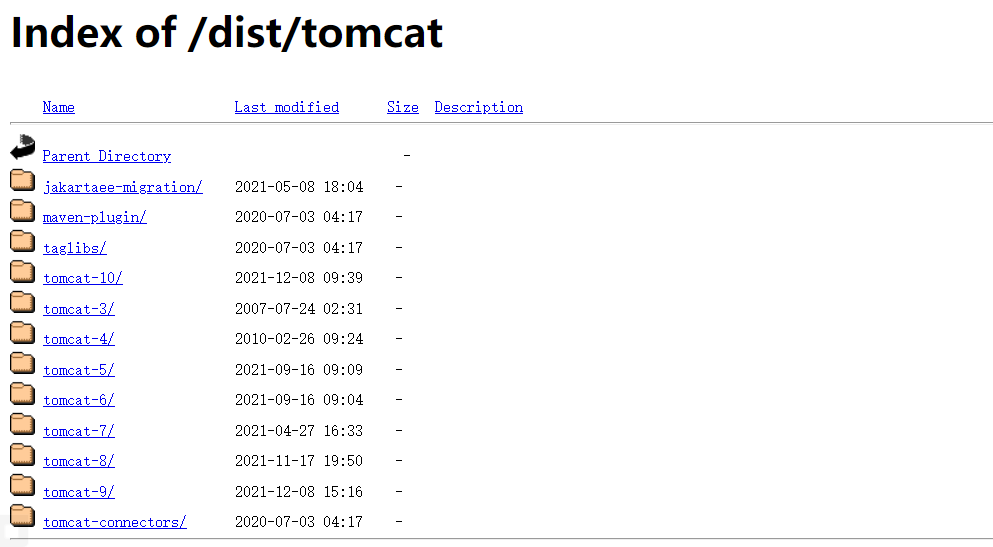 Index of /dist/tomcat
Name Last modified Size Description
Parent Directory -
jakartaee-migration/ 2021-05-08 18:04 -
maven-plugin/ 2020-07-03 04:17 -
taglibs/ 2020-07-03 04:17 -
tomcat-10/ 2021-12-08 09:39 -
tomcat-3/ 2007-07-24 02:31 -
tomcat-4/ 2010-02-26 09:24 -
tomcat-5/ 2021-09-16 09:09 -
tomcat-6/ 2021-09-16 09:04 -
tomcat-7/ 2021-04-27 16:33 -
tomcat-8/ 2021-11-17 19:50 -
tomcat-9/ 2021-12-08 15:16 -
tomcat-connectors/ 2020-07-03 04:17 -